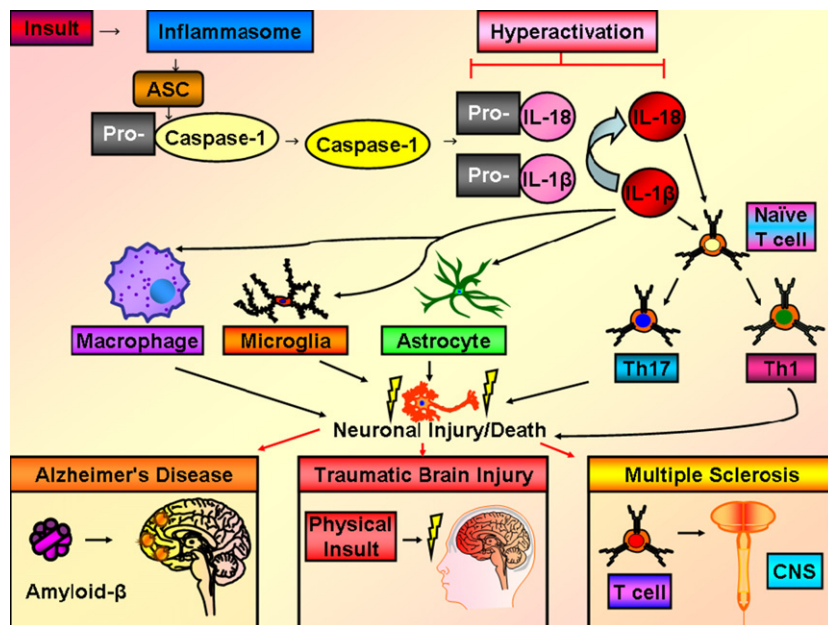 Insult
Inflammasome
Hyperactivation
ASC
Pro-
Caspase-1
Caspase-1
Pro-
IL-18
IL-18
Pro-
IL-1β
IL-1β
Naïve
T cell
Macrophage
Microglia
Astrocyte
Th17
Th1
Neuronal Injury/Death
Alzheimer's Disease
Traumatic Brain Injury
Multiple Sclerosis
Physical
Insult
Amyloid-β
T cell
CNS